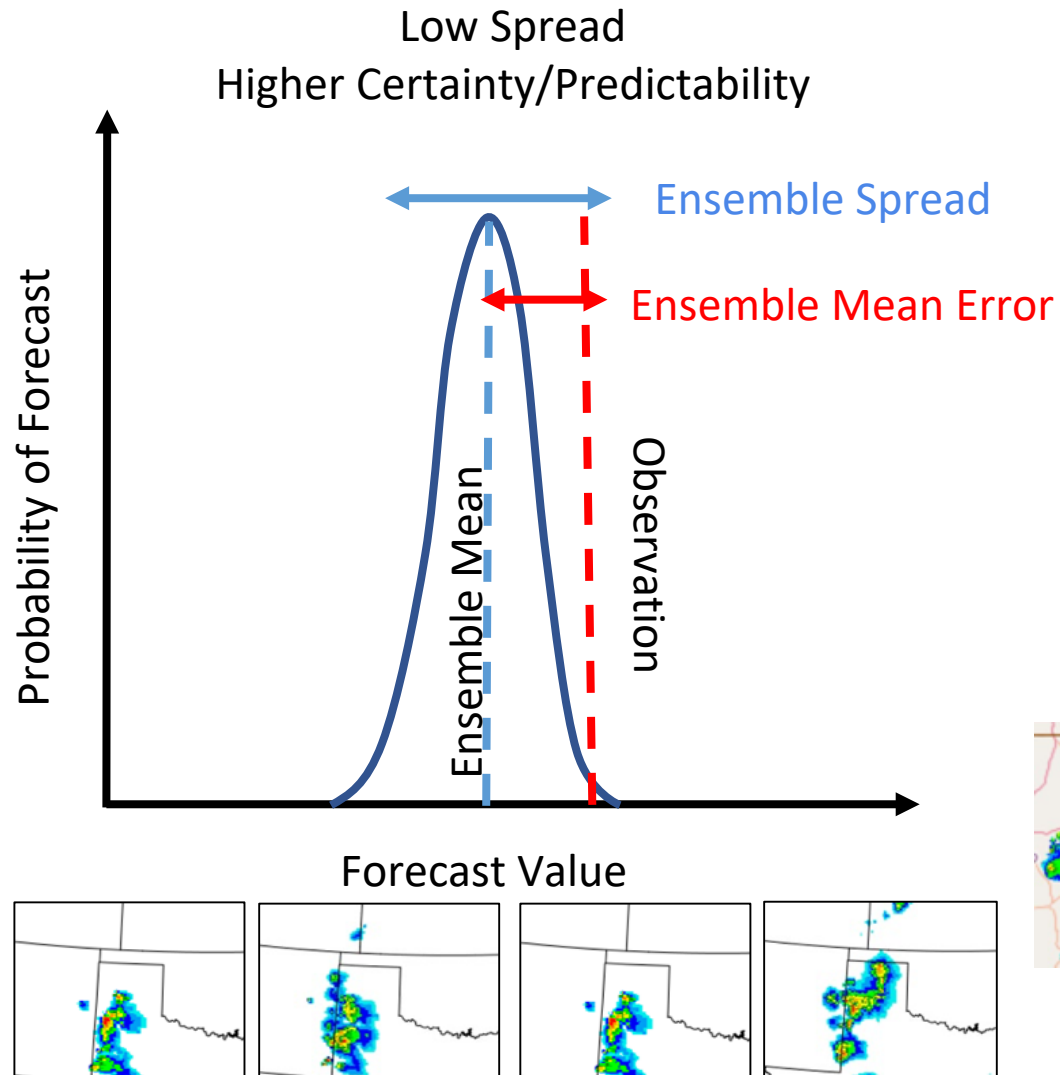 Low Spread
Higher Certainty/Predictability
Ensemble Spread
Ensemble Mean Error
Probability of Forecast
Ensemble Mean
Observation
Forecast Value